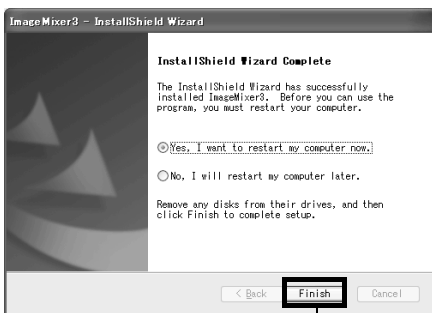 ImageMixer3 - InstallShield Wizard
InstallShield Wizard Complete
The InstallShield Wizard has successfully
installed ImageMixer3. Before you can use the
program, you must restart your computer.
Yes, I want to restart my computer now.
No, I will restart my computer later.
Remove any disks from their drives, and then
click Finish to complete setup.
< Back
Finish
Cancel